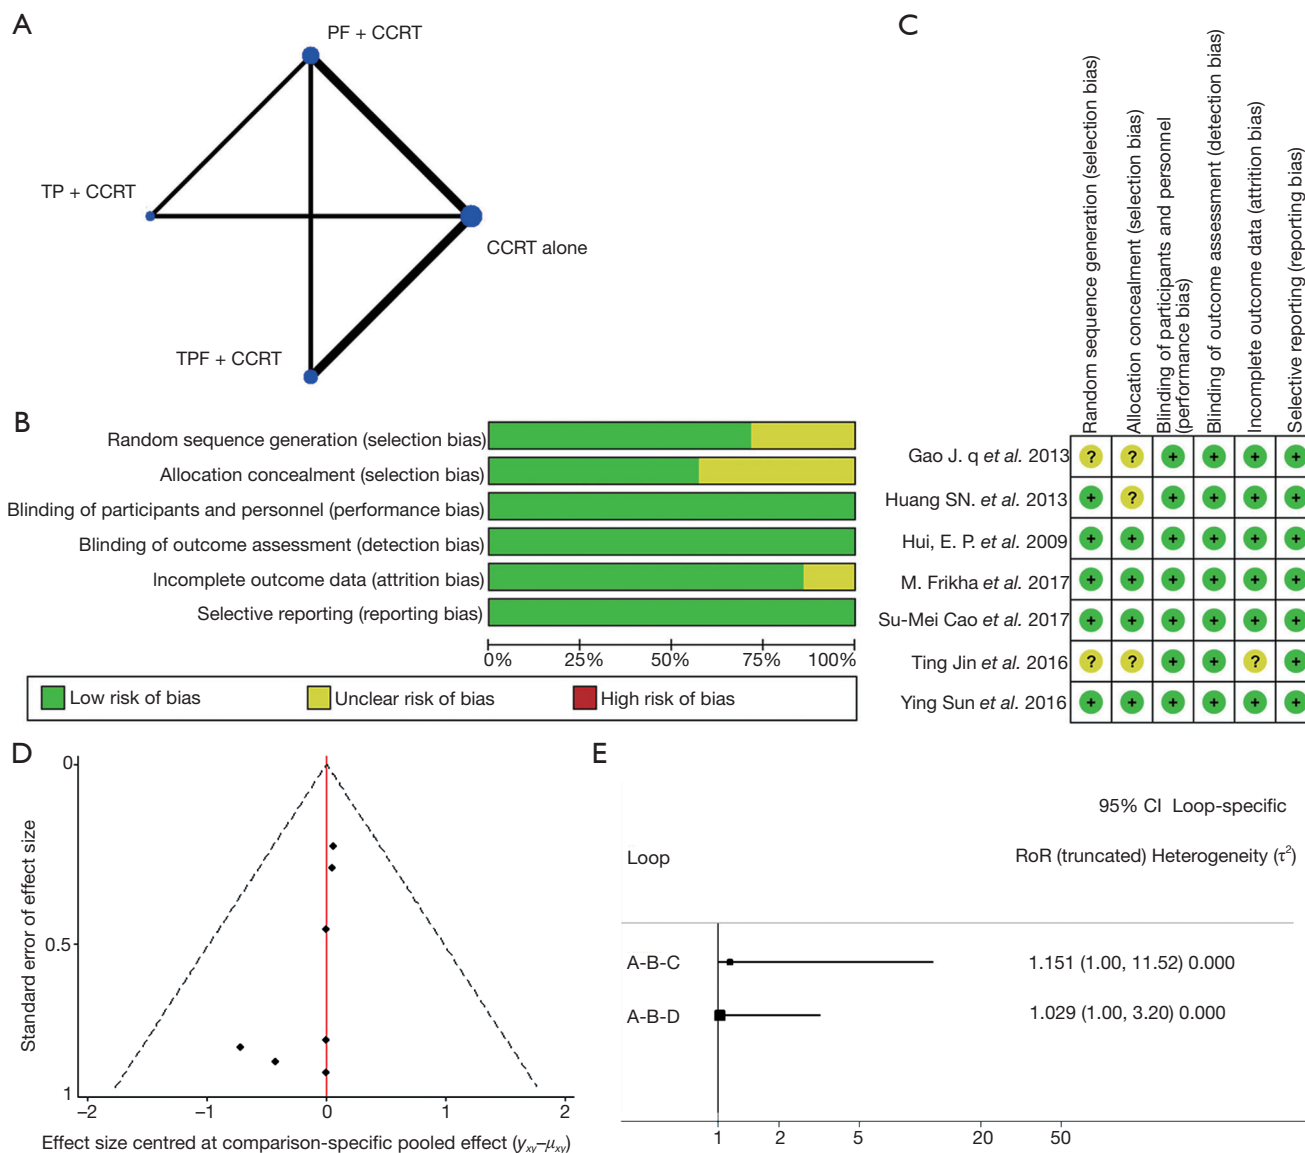 A
PF + CCRT
TP + CCRT
CCRT alone
TPF + CCRT
B
Random sequence generation (selection bias)
Allocation concealment (selection bias)
Blinding of participants and personnel (performance bias)
Blinding of outcome assessment (detection bias)
Incomplete outcome data (attrition bias)
Selective reporting (reporting bias)
0% 25% 50% 75% 100%
Low risk of bias Unclear risk of bias High risk of bias
C
Random sequence generation (selection bias)
Allocation concealment (selection bias)
Blinding of participants and personnel
(performance bias)
Blinding of outcome assessment (detection bias)
Incomplete outcome data (attrition bias)
Selective reporting (reporting bias)
Gao J. q et al. 2013 ? ? + + + +
Huang SN. et al. 2013 + ? + + + +
Hui, E. P. et al. 2009 + + + + + +
M. Frikha et al. 2017 + + + + + +
Su-Mei Cao et al. 2017 + + + + + +
Ting Jin et al. 2016 ? ? + + ? +
Ying Sun et al. 2016 + + + + + +
D
Standard error of effect size
0
0.5
1
−2 −1 0 1 2
Effect size centred at comparison-specific pooled effect (yxy–μxy)
E
95% CI Loop-specific
Loop RoR (truncated) Heterogeneity (τ²)
A-B-C 1.151 (1.00, 11.52) 0.000
A-B-D 1.029 (1.00, 3.20) 0.000
1 2 5 20 50